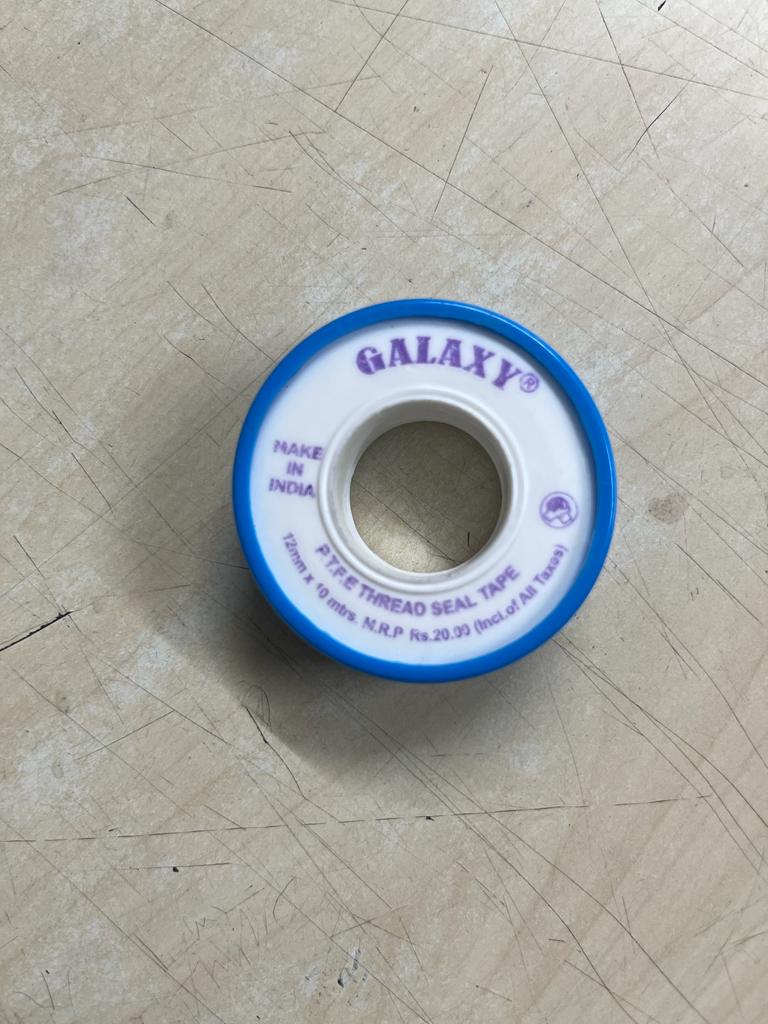 GALAXY®
MAKE
IN
INDIA
P.T.F.E THREAD SEAL TAPE
12mm x 10 mtrs. M.R.P Rs.20.00 (Incl.of All Taxes)